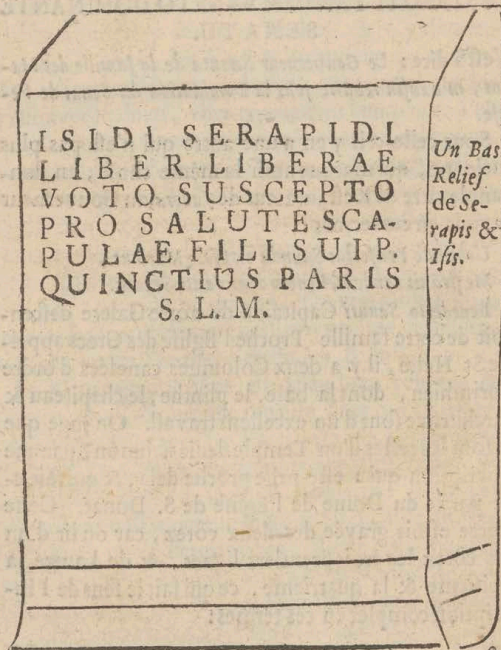 ISIDI SERAPIDI
LIBER LIBERAE
VOTO SUSCEPTO
PRO SALUTE SCA-
PULAE FILI SUI P.
QUINCTIUS PARIS
S. L. M.
Un Bas
Relief
de Se-
rapis &
Isis.